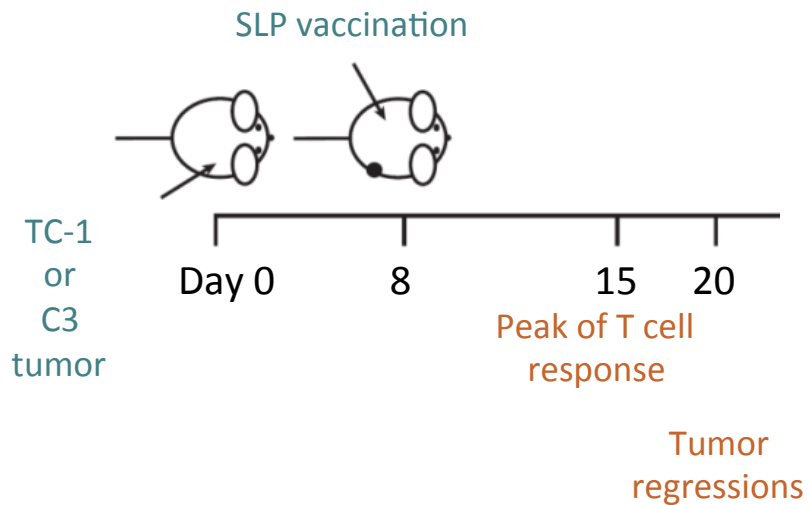 SLP vaccination
TC-1
or
C3
tumor
Day 0
8
15
20
Peak of T cell
response
Tumor
regressions